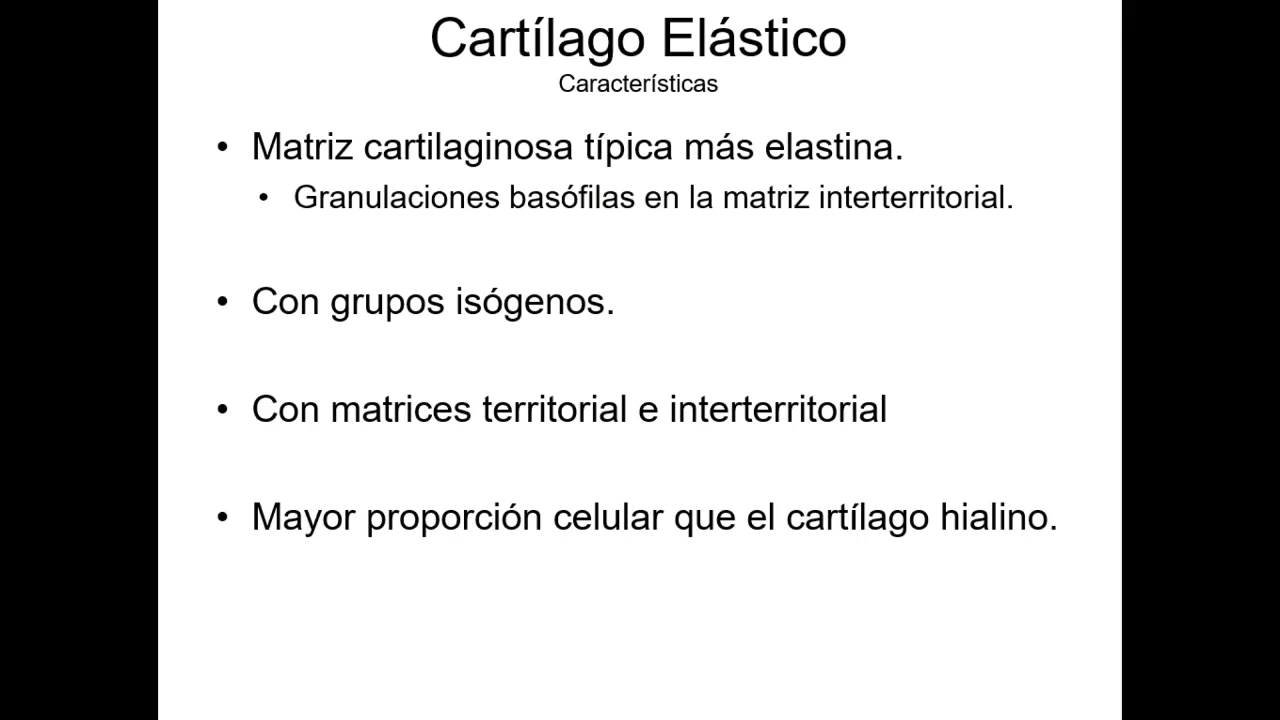 Cartílago Elástico
Características
• Matriz cartilaginosa típica más elastina.
• Granulaciones basófilas en la matriz interterritorial.
• Con grupos isógenos.
• Con matrices territorial e interterritorial
• Mayor proporción celular que el cartílago hialino.